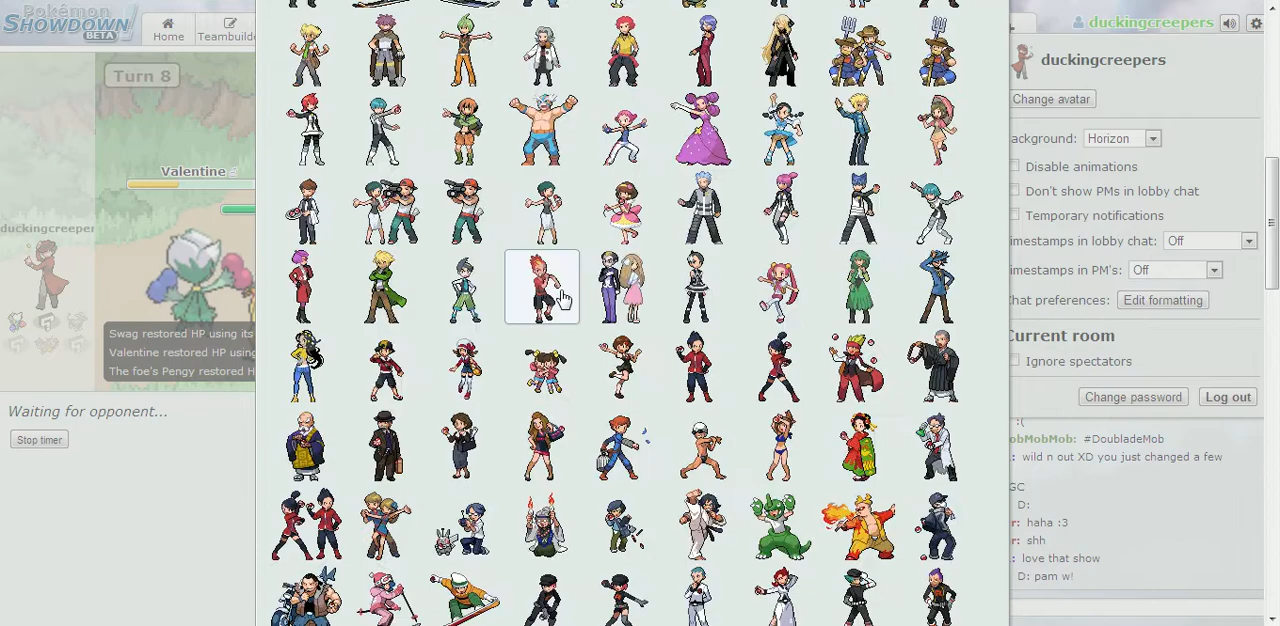 Pokémon
SHOWDOWN
BETA
Home
Teambuilde
duckingcreepers
Turn 8
duckingcreepers
Change avatar
ackground: Horizon
Valentine
Disable animations
Don't show PMs in lobby chat
Temporary notifications
duckingcreeper
imestamps in lobby chat: Off
imestamps in PM's: Off
Chat preferences: Edit formatting
Swag restored HP using its
Valentine restored HP using
The foe's Pengy restored H
Current room
Ignore spectators
Change password Log out
Waiting for opponent...
Stop timer
:(
obMobMob: #DoubladeMob
: wild n out XD you just changed a few
GC
D:
r: haha :3
r: shh
: love that show
D: pam w!